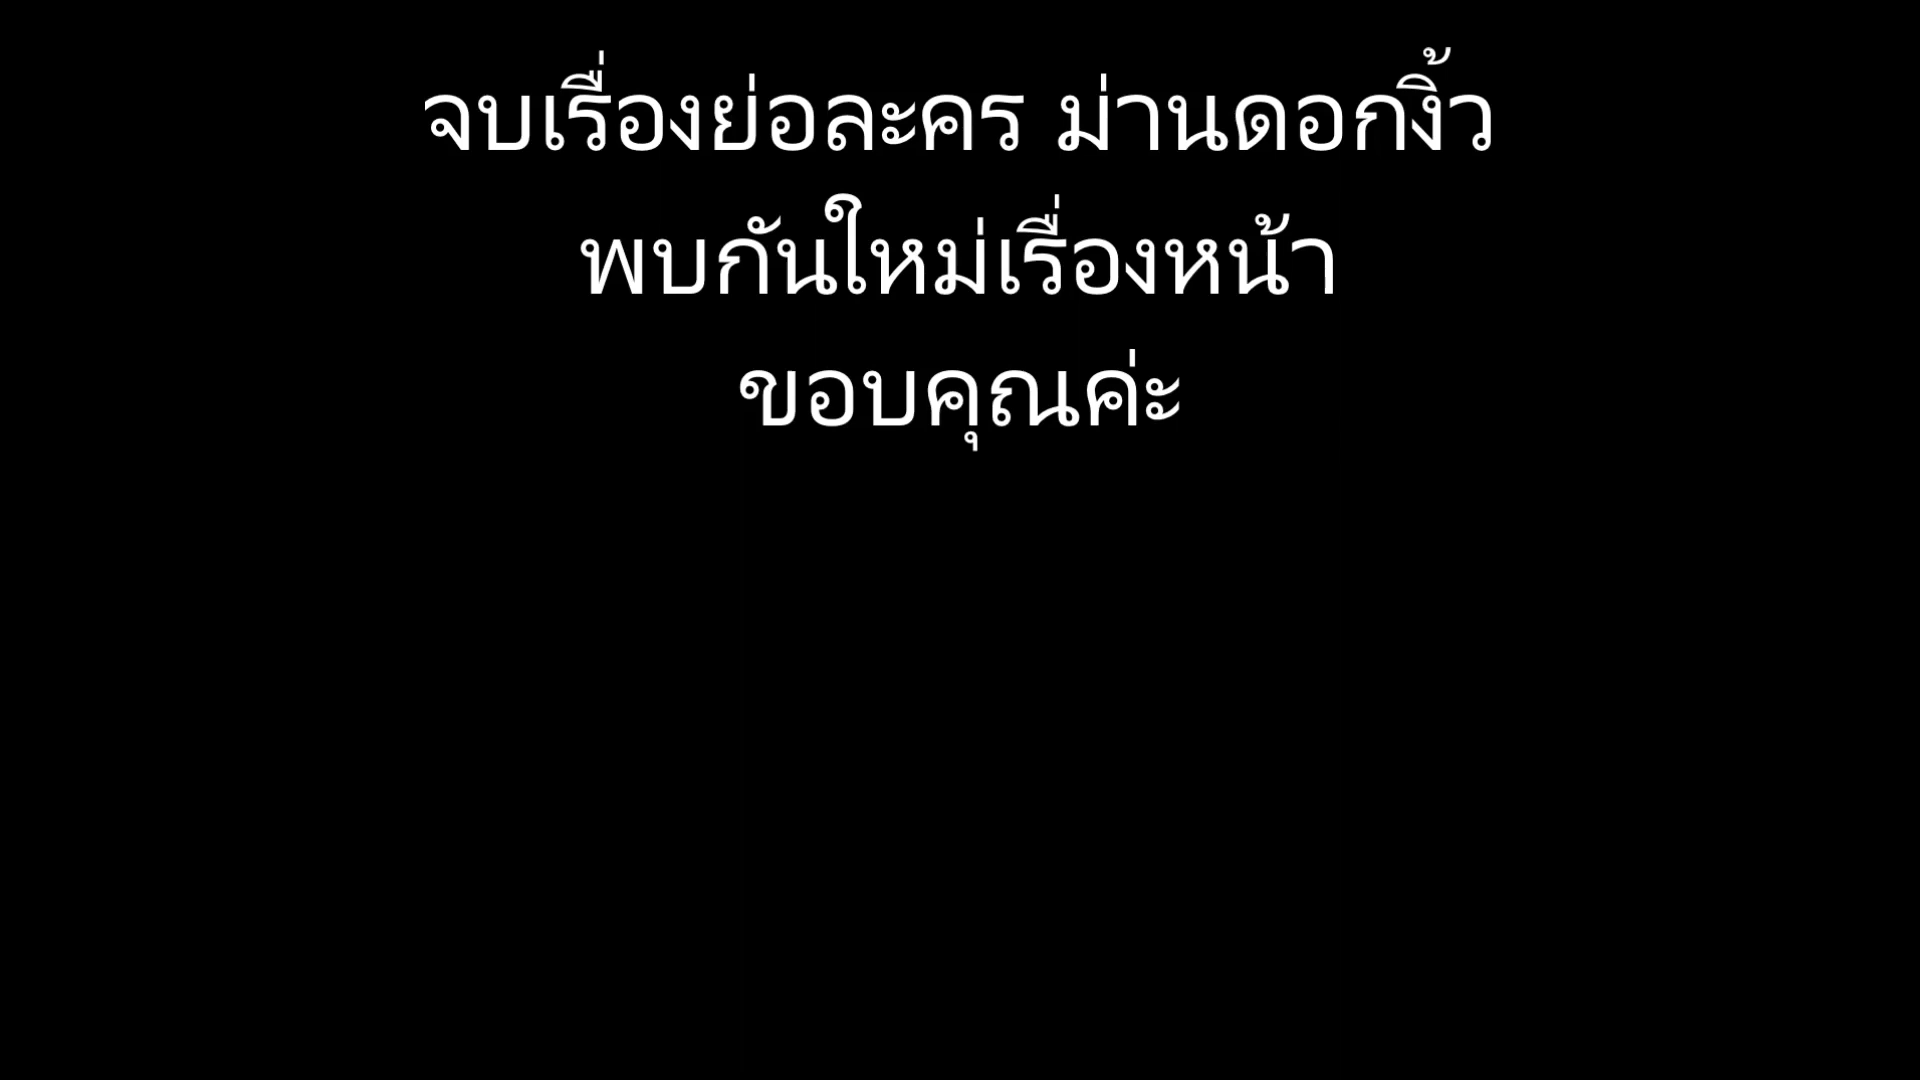 จบเรื่องย่อละคร ม่านดอกงิ้ว
พบกันใหม่เรื่องหน้า
ขอบคุณค่ะ